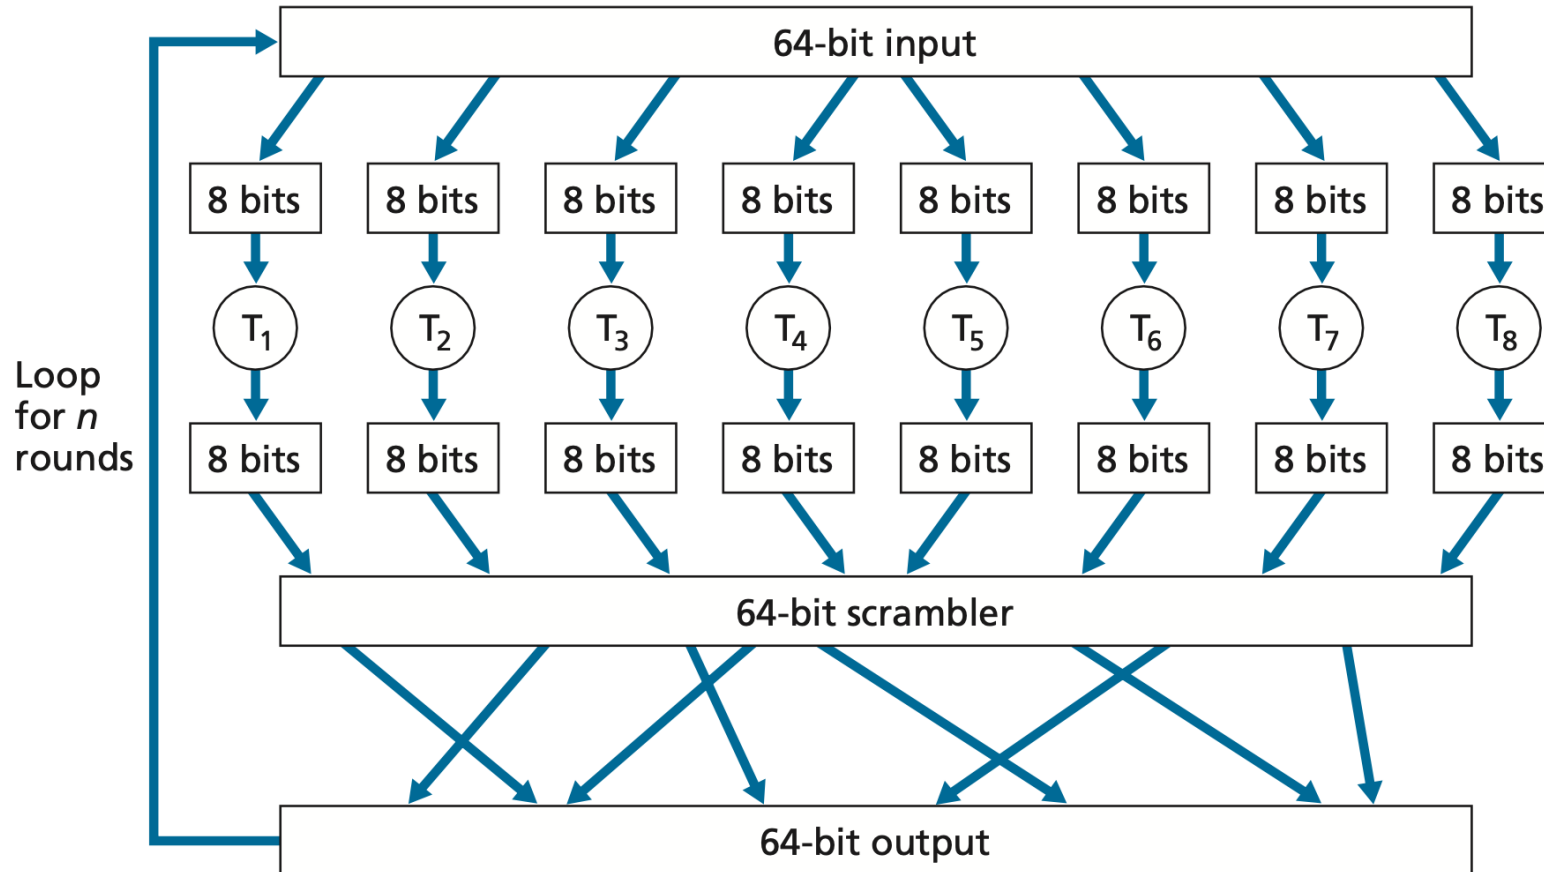 64-bit input
8 bits 8 bits 8 bits 8 bits 8 bits 8 bits 8 bits 8 bits
T1 T2 T3 T4 T5 T6 T7 T8
Loop
for n
rounds
8 bits 8 bits 8 bits 8 bits 8 bits 8 bits 8 bits 8 bits
64-bit scrambler
64-bit output